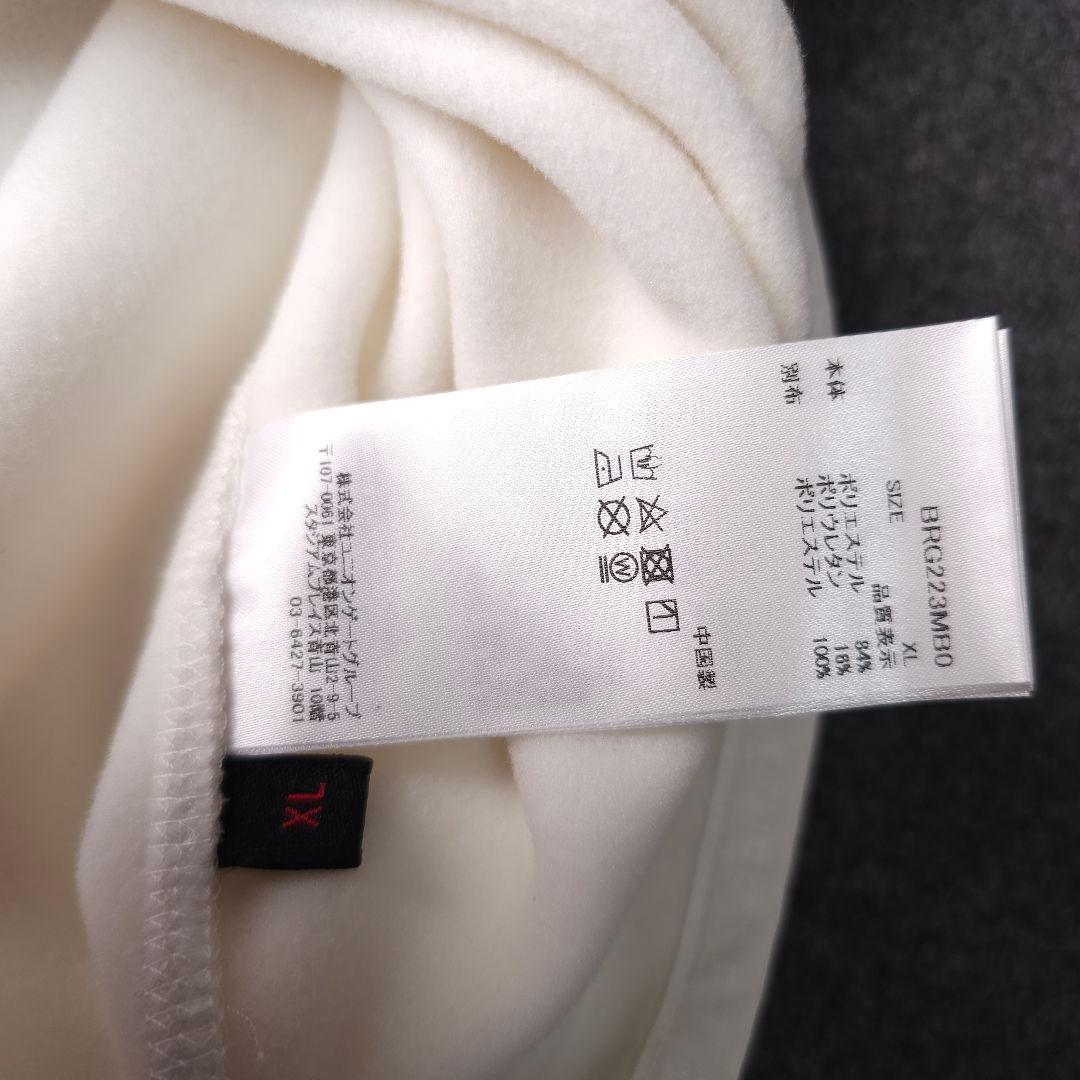 BRG223MB0
SIZE XL
品質表示
本体 ポリエステル 84%
ポリウレタン 16%
別布 ポリエステル 100%
中国製
W
株式会社ユニオンゲートグループ
〒107-0061 東京都港区北青山2-9-5
スタジアムプレイス青山 10階
03-6427-3901
XL